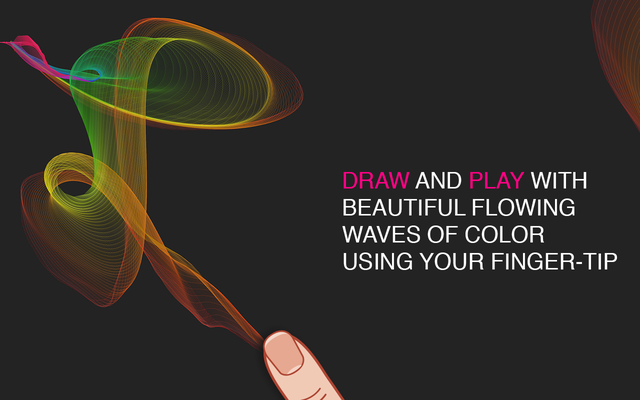 DRAW AND PLAY WITH
BEAUTIFUL FLOWING
WAVES OF COLOR
USING YOUR FINGER-TIP